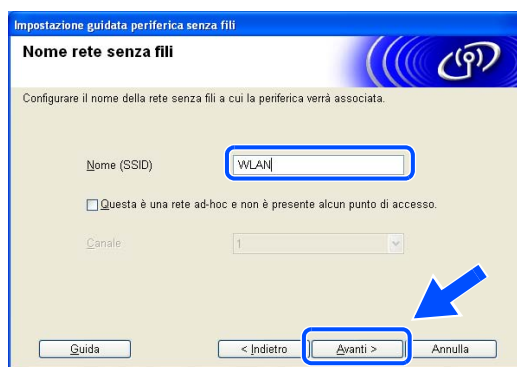 Impostazione guidata periferica senza fili
Nome rete senza fili
Configurare il nome della rete senza fili a cui la periferica verrà associata.
Nome (SSID) WLAN
Questa è una rete ad-hoc e non è presente alcun punto di accesso.
Canale 1
Guida < Indietro Avanti > Annulla